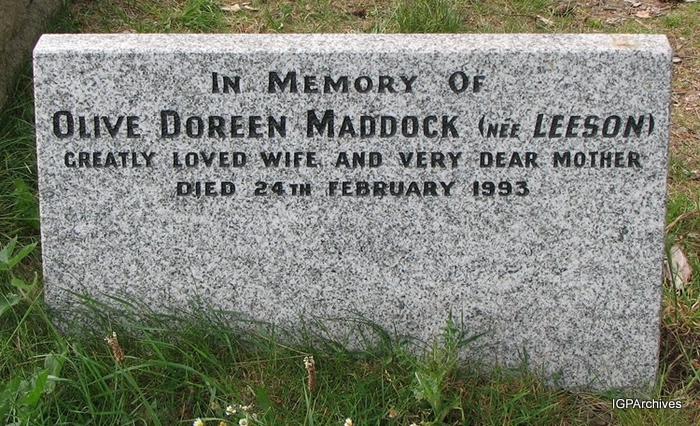 In Memory Of
Olive Doreen Maddock (née LEESON)
GREATLY LOVED WIFE AND VERY DEAR MOTHER
DIED 24TH FEBRUARY 1993
IGPArchives